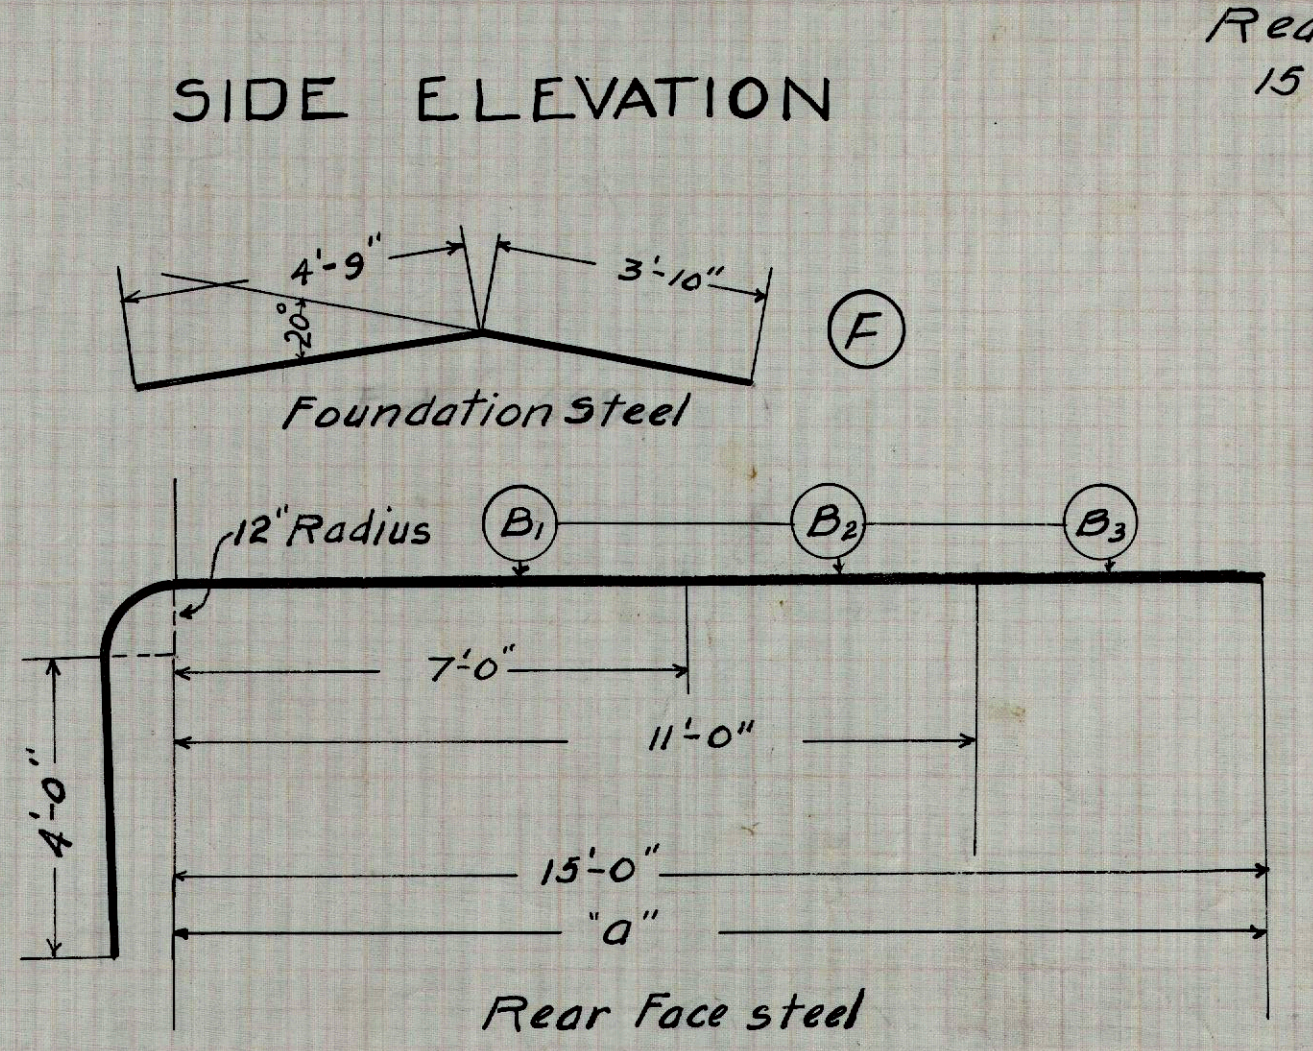 Rea
15
SIDE ELEVATION
4'-9"
3'-10"
20°
F
Foundation Steel
12" Radius
B1
B2
B3
7'-0"
11'-0"
4'-0"
15'-0"
"a"
Rear Face steel